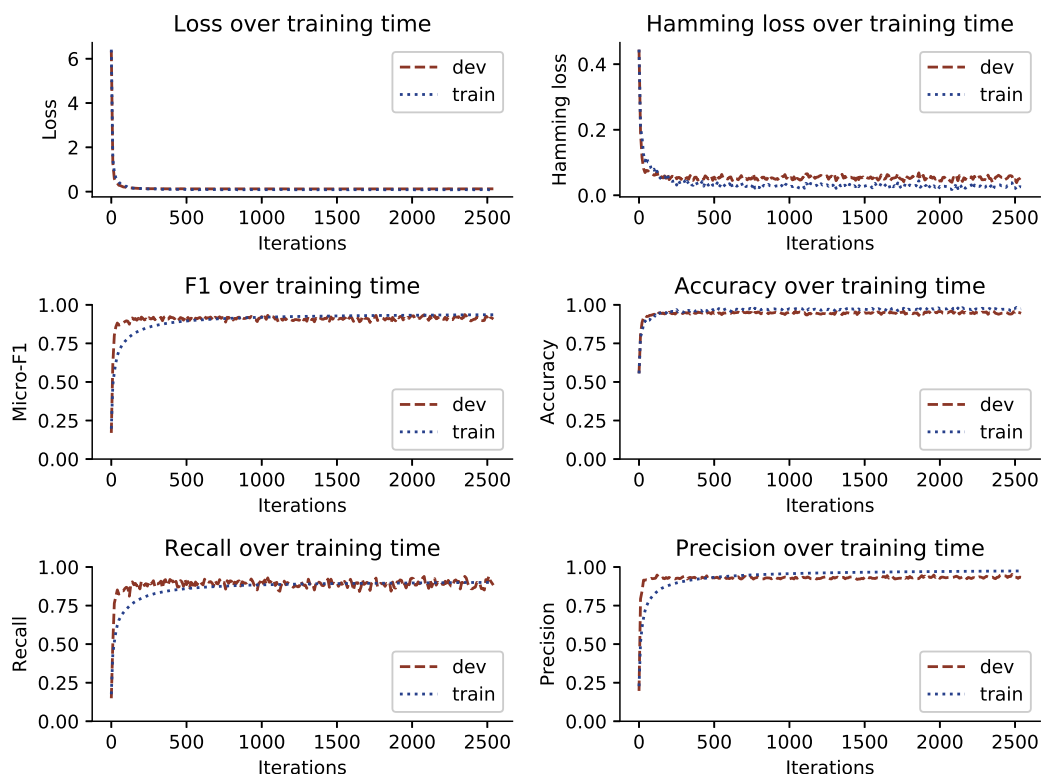 Loss over training time
Loss
6
4
2
0
dev
train
0 500 1000 1500 2000 2500
Iterations
Hamming loss over training time
Hamming loss
0.4
0.2
0.0
dev
train
0 500 1000 1500 2000 2500
Iterations
F1 over training time
Micro-F1
1.00
0.75
0.50
0.25
0.00
dev
train
0 500 1000 1500 2000 2500
Iterations
Accuracy over training time
Accuracy
1.00
0.75
0.50
0.25
0.00
dev
train
0 500 1000 1500 2000 2500
Iterations
Recall over training time
Recall
1.00
0.75
0.50
0.25
0.00
dev
train
0 500 1000 1500 2000 2500
Iterations
Precision over training time
Precision
1.00
0.75
0.50
0.25
0.00
dev
train
0 500 1000 1500 2000 2500
Iterations